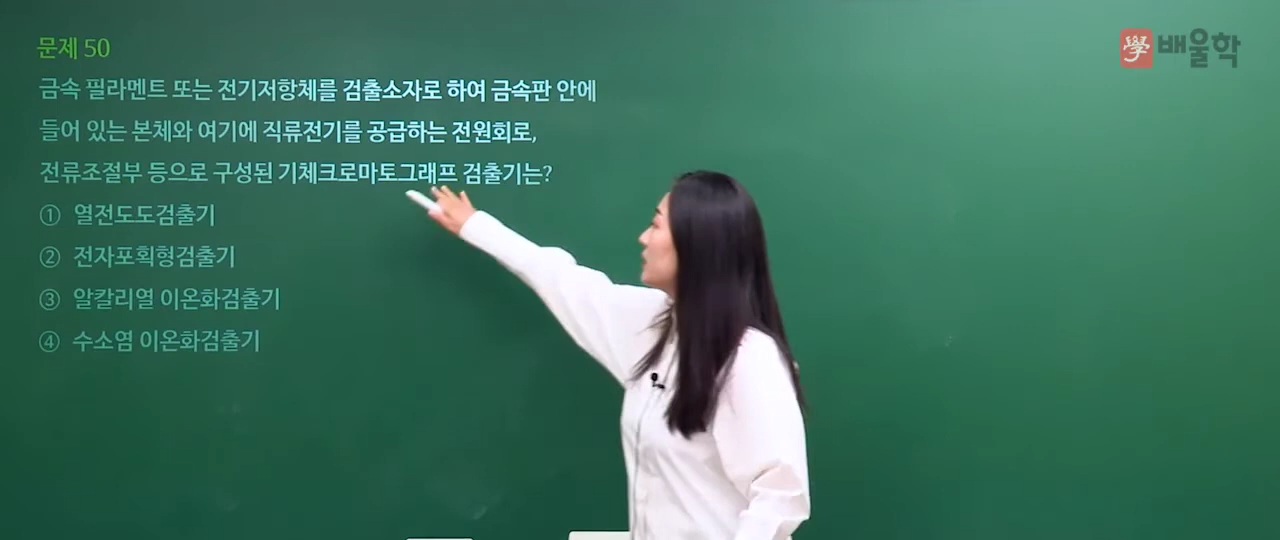 문제 50
學 배울학
금속 필라멘트 또는 전기저항체를 검출소자로 하여 금속판 안에
들어 있는 본체와 여기에 직류전기를 공급하는 전원회로,
전류조절부 등으로 구성된 기체크로마토그래프 검출기는?
① 열전도도검출기
② 전자포획형검출기
③ 알칼리열 이온화검출기
④ 수소염 이온화검출기